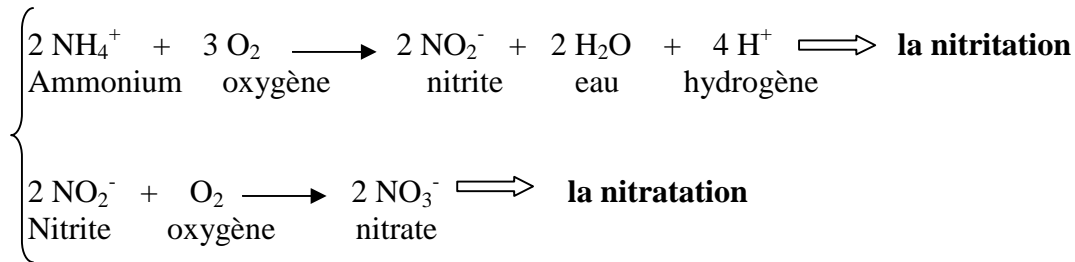 2 NH₄⁺ + 3 O₂ ⟶ 2 NO₂⁻ + 2 H₂O + 4 H⁺ ⟹ la nitritation
Ammonium oxygène nitrite eau hydrogène
2 NO₂⁻ + O₂ ⟶ 2 NO₃⁻ ⟹ la nitratation
Nitrite oxygène nitrate